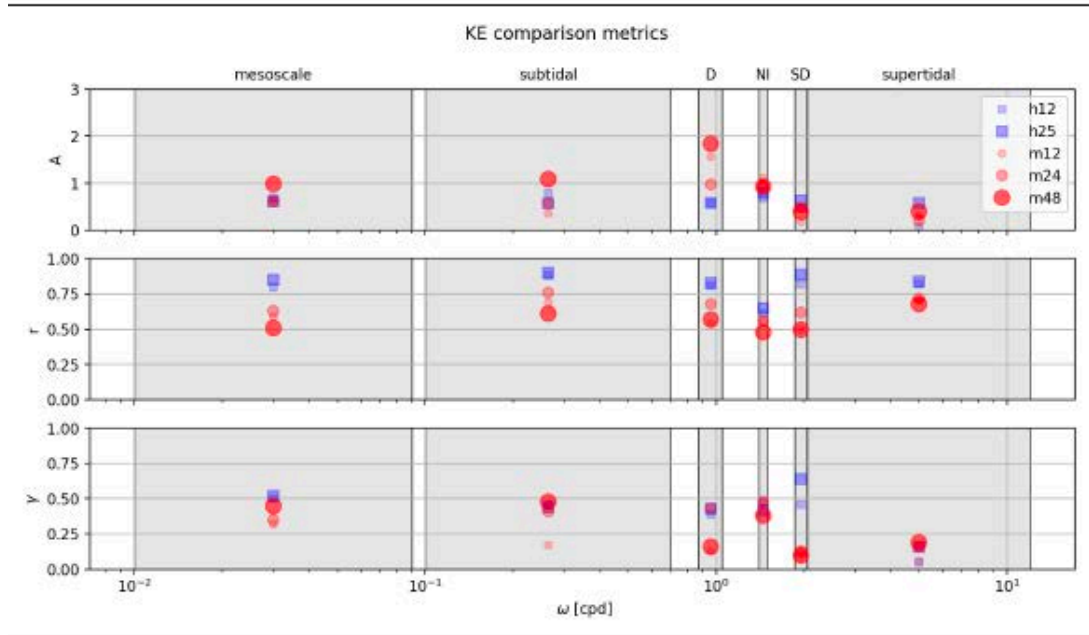 KE comparison metrics
mesoscale subtidal D NI SD supertidal
3
2
1
0
A
h12
h25
m12
m24
m48
1.00
0.75
0.50
0.25
0.00
r
1.00
0.75
0.50
0.25
0.00
γ
10⁻² 10⁻¹ 10⁰ 10¹
ω [cpd]